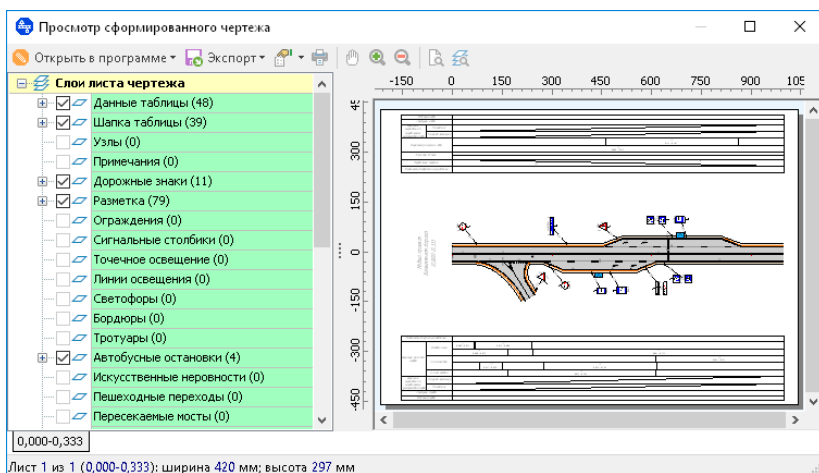 Просмотр сформированного чертежа
Открыть в программе Экспорт
Слои листа чертежа
Данные таблицы (48)
Шапка таблицы (39)
Узлы (0)
Примечания (0)
Дорожные знаки (11)
Разметка (79)
Ограждения (0)
Сигнальные столбики (0)
Точечное освещение (0)
Линии освещения (0)
Светофоры (0)
Бордюры (0)
Тротуары (0)
Автобусные остановки (4)
Искусственные неровности (0)
Пешеходные переходы (0)
Пересекаемые мосты (0)
-150 0 150 300 450 600 750 900 105
45
300
150
0
-150
-300
-450
0,000-0,333
Лист 1 из 1 (0,000-0,333): ширина 420 мм; высота 297 мм